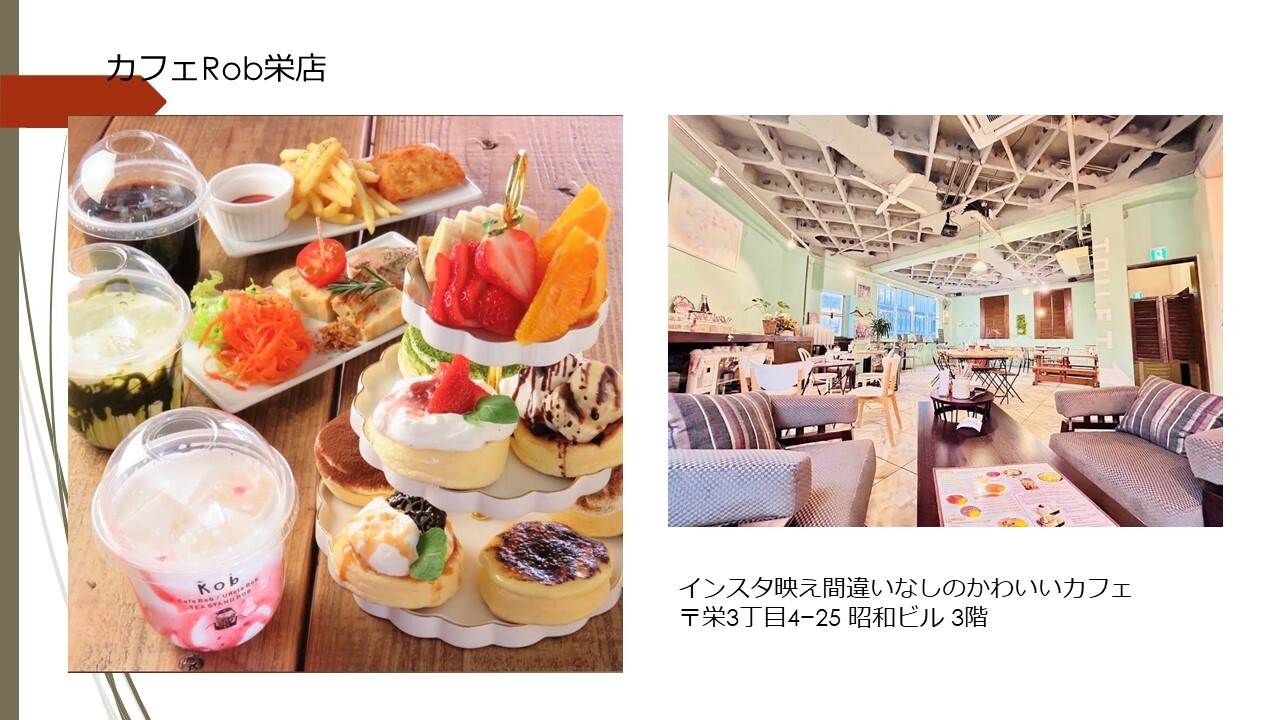 カフェRob栄店
Rob
Cafe Rob / URoteRob
TEA STAND ROB
TOILET
インスタ映え間違いなしのかわいいカフェ
〒栄3丁目4−25 昭和ビル 3階